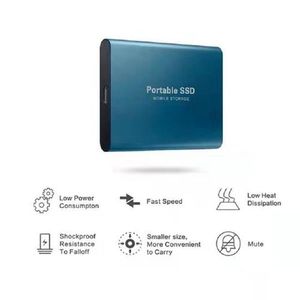 Portable SSD
MOBILE STORAGE
Low Power
Consumpton
Fast Speed
Low Heat
Dissipation
Shockproof
Resistance
To Falloff
Smaller size,
More Convenient
to Carry
Mute